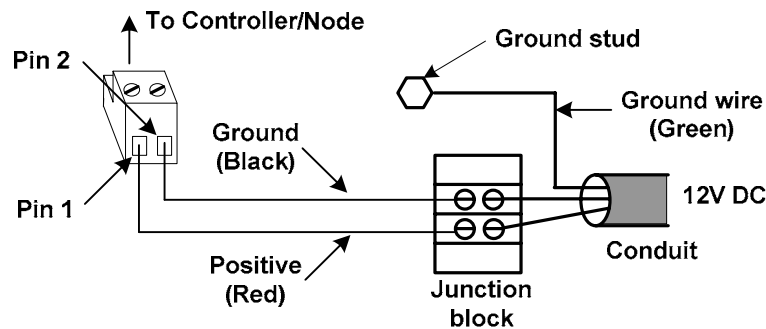 To Controller/Node
Pin 2
Ground stud
Ground wire
(Green)
Ground
(Black)
12V DC
Pin 1
Conduit
Positive
(Red)
Junction
block